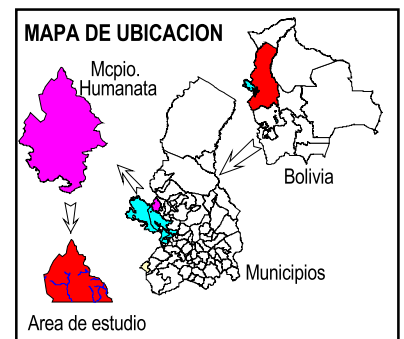 MAPA DE UBICACION
Mcpio.
Humanata
Bolivia
Municipios
Area de estudio